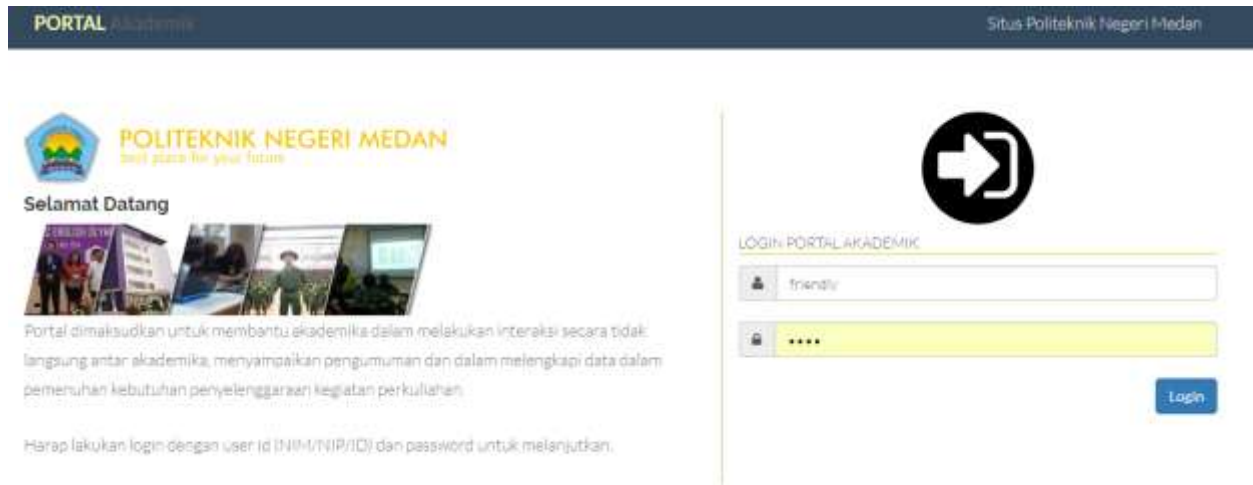 PORTAL Akademik
Situs Politeknik Negeri Medan
POLITEKNIK NEGERI MEDAN
best place for your future
Selamat Datang
Portal dimaksudkan untuk membantu akademika dalam melakukan interaksi secara tidak
langsung antar akademika, menyampaikan pengumuman dan dalam melengkapi data dalam
pemenuhan kebutuhan penyelenggaraan kegiatan perkuliahan.
Harap lakukan login dengan user id (NIM/NIP/ID) dan password untuk melanjutkan.
LOGIN PORTAL AKADEMIK
friendly
••••
Login